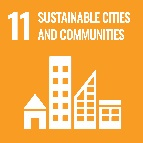 11 SUSTAINABLE CITIES
AND COMMUNITIES